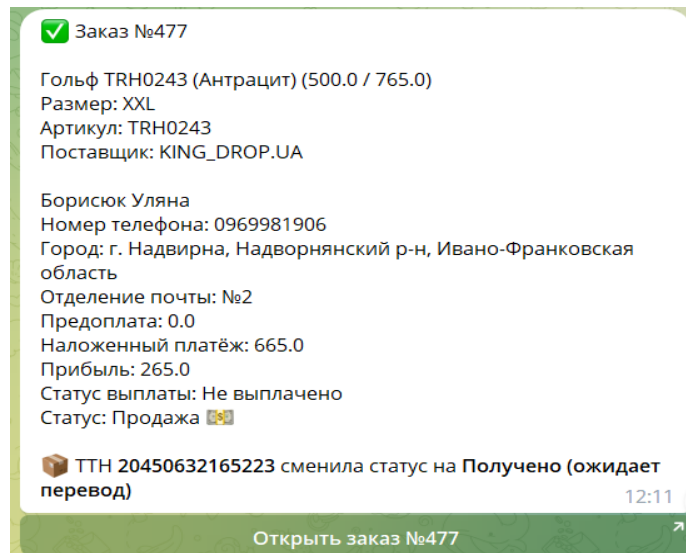 ✅ Заказ №477
Гольф TRH0243 (Антрацит) (500.0 / 765.0)
Размер: XXL
Артикул: TRH0243
Поставщик: KING_DROP.UA
Борисюк Уляна
Номер телефона: 0969981906
Город: г. Надвирна, Надворнянский р-н, Ивано-Франковская
область
Отделение почты: №2
Предоплата: 0.0
Наложенный платёж: 665.0
Прибыль: 265.0
Статус выплаты: Не выплачено
Статус: Продажа 💵
📦 ТТН 20450632165223 сменила статус на Получено (ожидает
перевод)
12:11
Открыть заказ №477